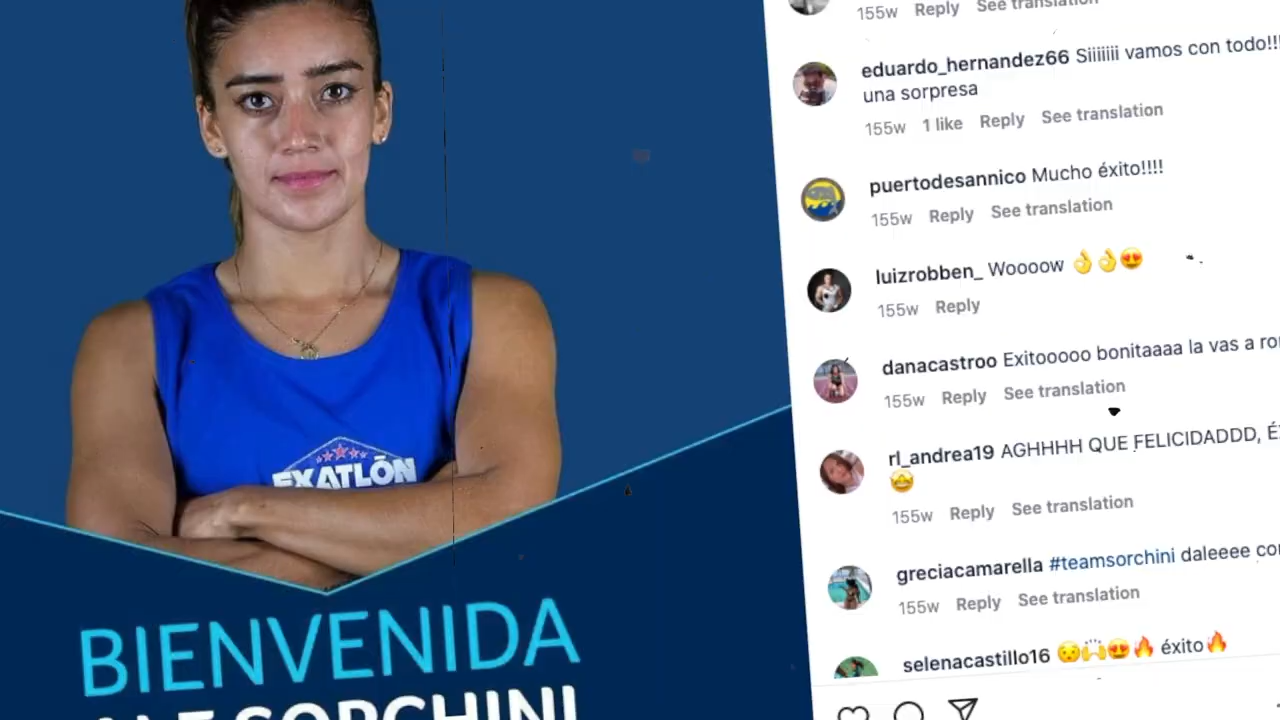 EXATLÓN
BIENVENIDA
SORCHINI
155w Reply See translation
eduardo_hernandez66 Siiiiiii vamos con todo!!!
una sorpresa
155w 1 like Reply See translation
puertodesannico Mucho éxito!!!!
155w Reply See translation
luizrobben_ Woooow 👌👌😍
155w Reply
danacastroo Exitooooo bonitaaaa la vas a
155w Reply See translation
rl_andrea19 AGHHHH QUE FELICIDADDD,
🤩
155w Reply See translation
greciacamarella #teamsorchini daleeee
155w Reply See translation
selenacastillo16 😍🙌😍🔥 éxito🔥